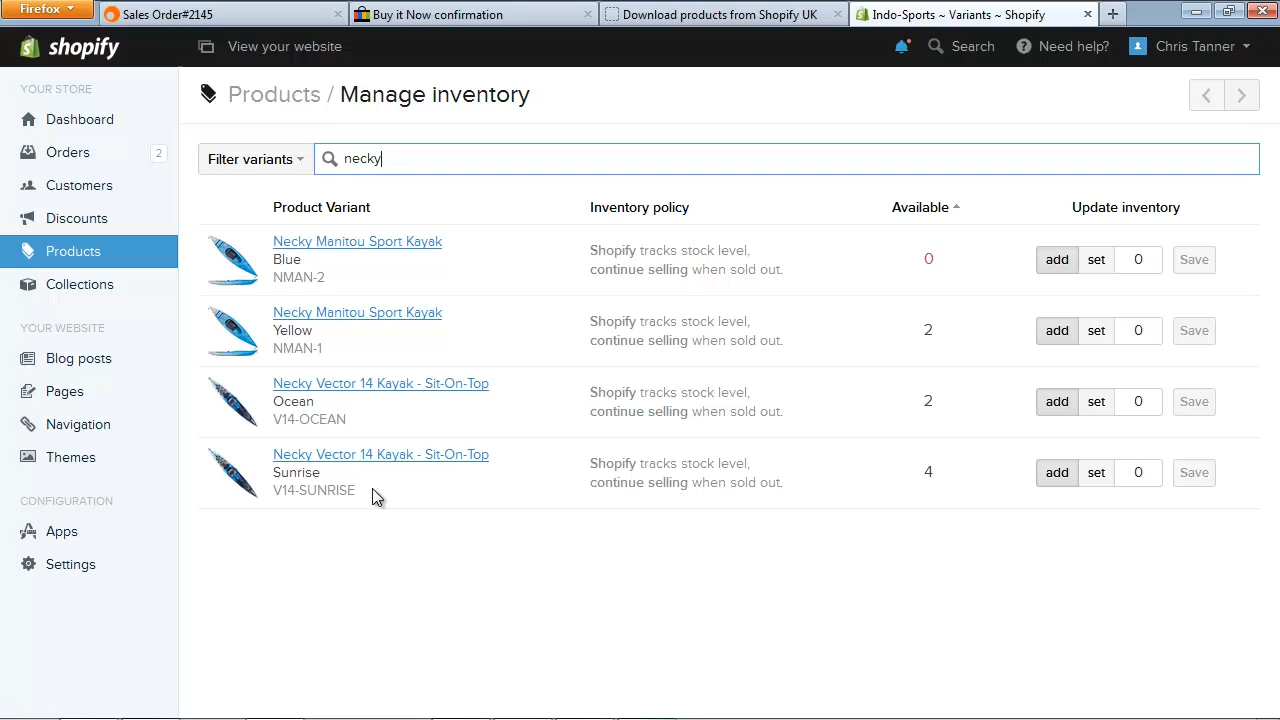 Firefox
Sales Order#2145
Buy it Now confirmation
Download products from Shopify UK
Indo-Sports ~ Variants ~ Shopify
shopify
View your website
Search
Need help?
Chris Tanner
YOUR STORE
Dashboard
Orders 2
Customers
Discounts
Products
Collections
YOUR WEBSITE
Blog posts
Pages
Navigation
Themes
CONFIGURATION
Apps
Settings
Products / Manage inventory
Filter variants
necky
Product Variant Inventory policy Available Update inventory
Necky Manitou Sport Kayak
Blue
NMAN-2
Shopify tracks stock level,
continue selling when sold out.
0
add set 0 Save
Necky Manitou Sport Kayak
Yellow
NMAN-1
Shopify tracks stock level,
continue selling when sold out.
2
add set 0 Save
Necky Vector 14 Kayak - Sit-On-Top
Ocean
V14-OCEAN
Shopify tracks stock level,
continue selling when sold out.
2
add set 0 Save
Necky Vector 14 Kayak - Sit-On-Top
Sunrise
V14-SUNRISE
Shopify tracks stock level,
continue selling when sold out.
4
add set 0 Save